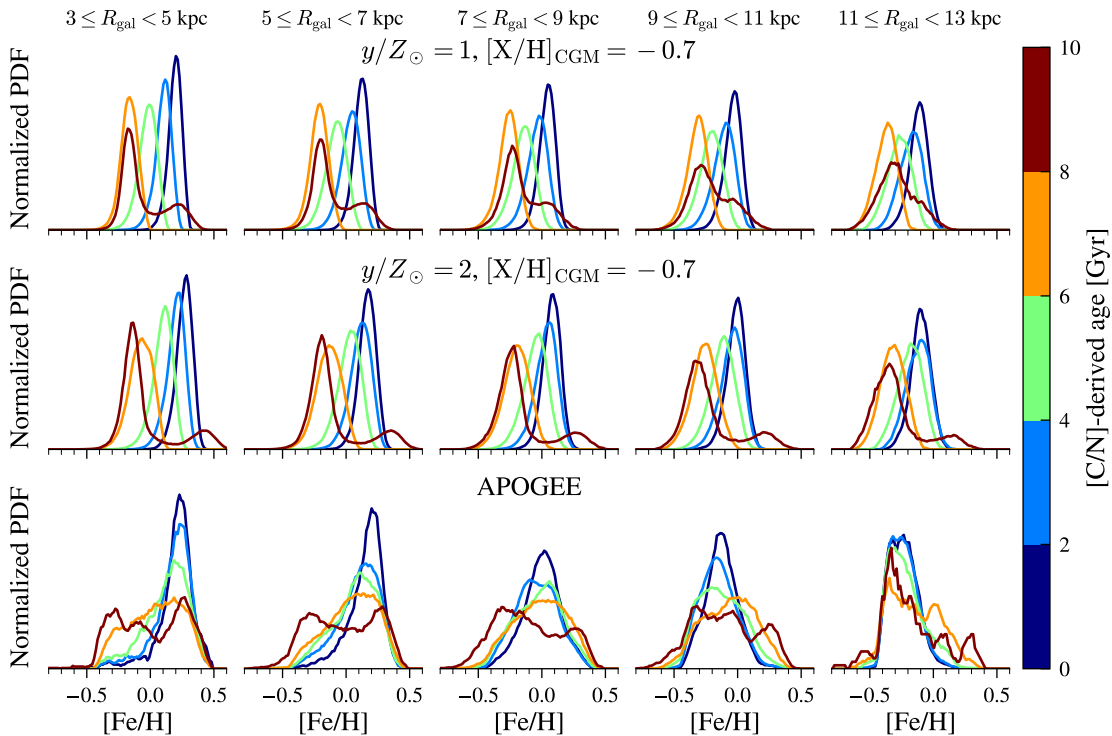 3 ≤ R_gal < 5 kpc 5 ≤ R_gal < 7 kpc 7 ≤ R_gal < 9 kpc 9 ≤ R_gal < 11 kpc 11 ≤ R_gal < 13 kpc
y/Z⊙ = 1, [X/H]CGM = −0.7
Normalized PDF
y/Z⊙ = 2, [X/H]CGM = −0.7
Normalized PDF
APOGEE
Normalized PDF
−0.5 0.0 0.5 −0.5 0.0 0.5 −0.5 0.0 0.5 −0.5 0.0 0.5 −0.5 0.0 0.5
[Fe/H] [Fe/H] [Fe/H] [Fe/H] [Fe/H]
10
8
6
4
2
0
[C/N]-derived age [Gyr]